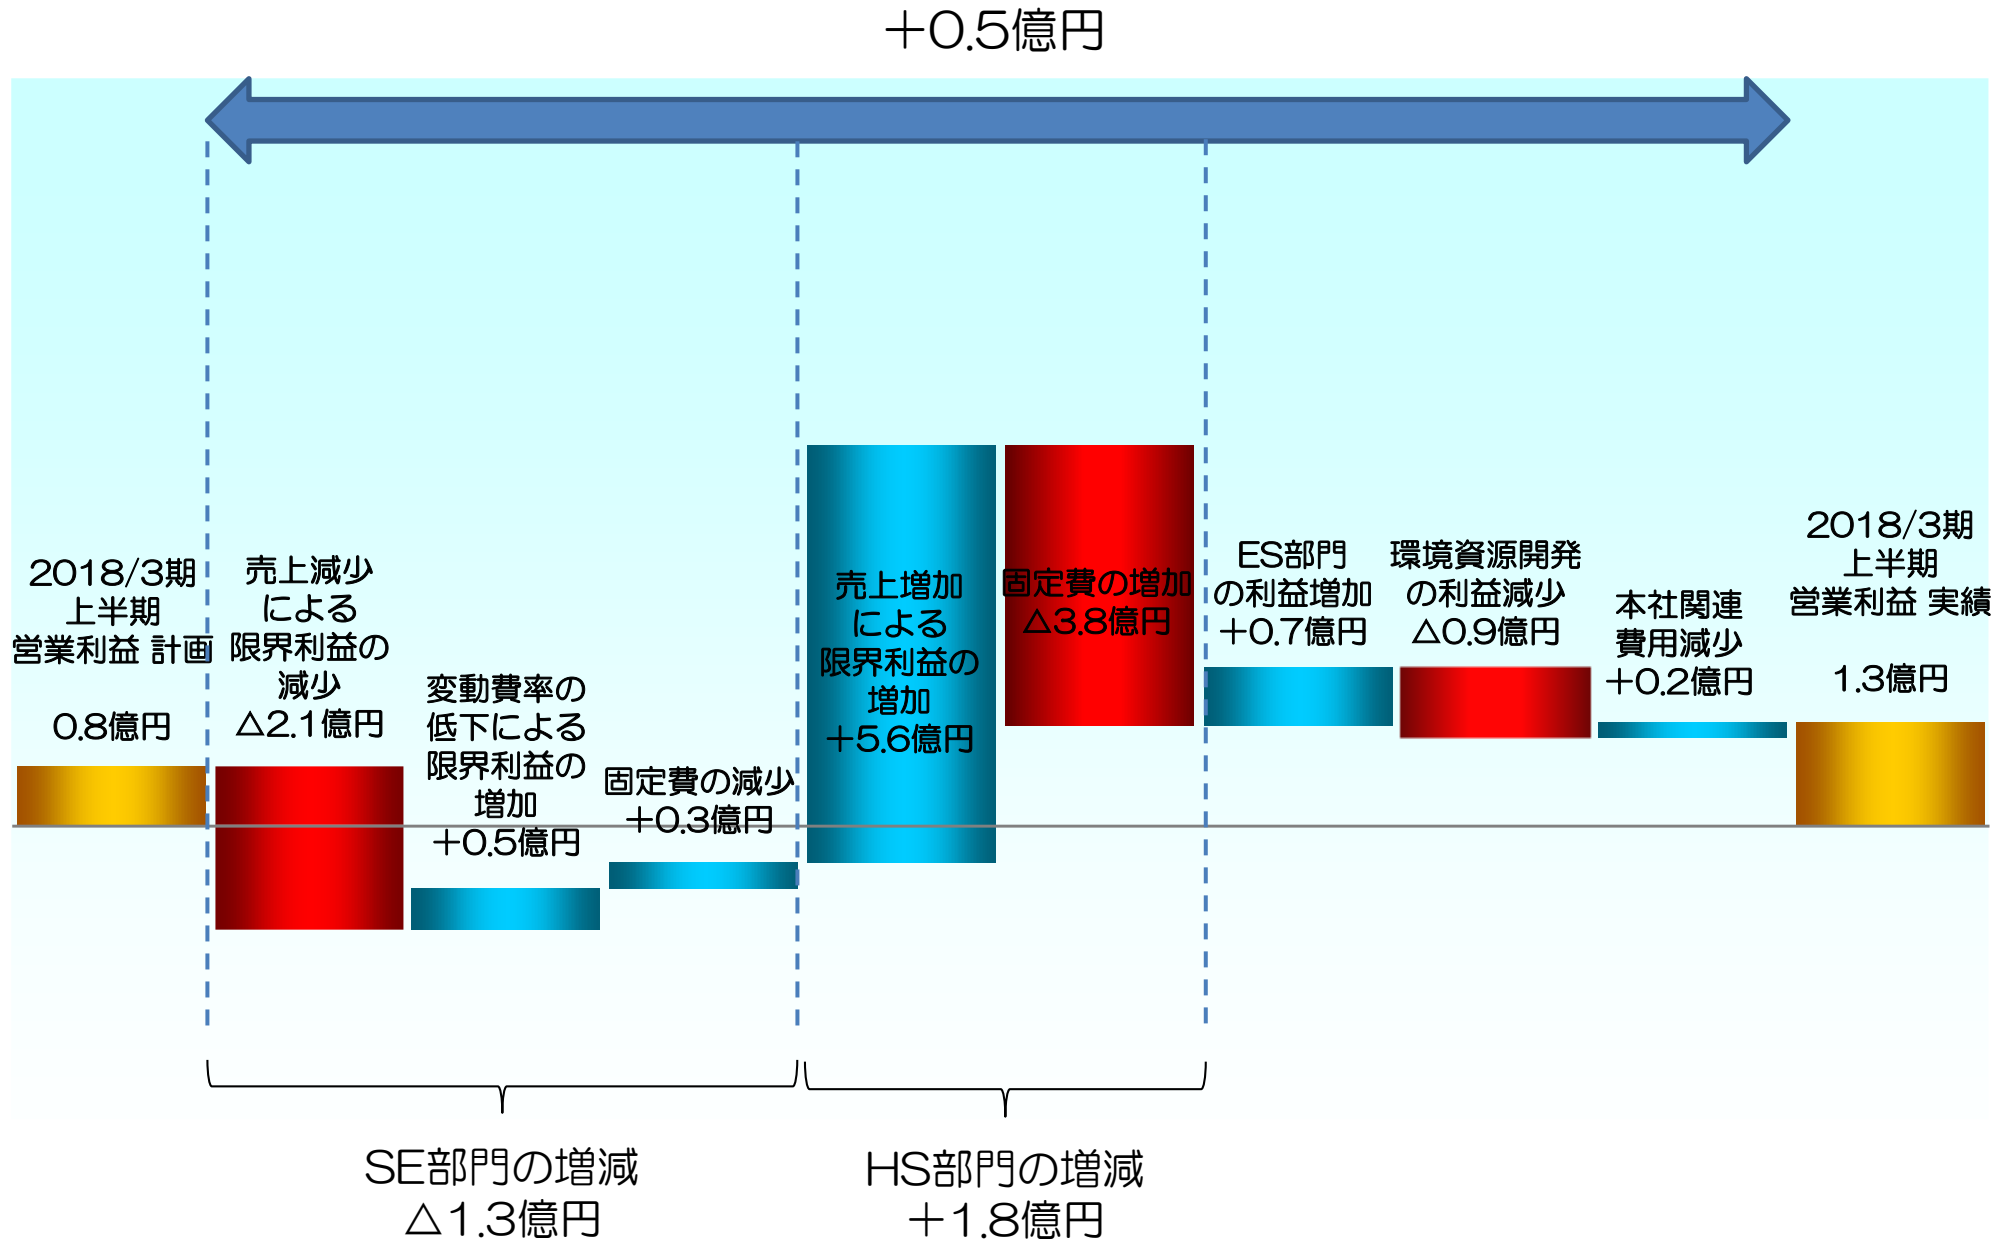 ＋0.5億円
2018/3期
上半期
営業利益 計画
0.8億円
売上減少
による
限界利益の
減少
△2.1億円
変動費率の
低下による
限界利益の
増加
＋0.5億円
固定費の減少
＋0.3億円
売上増加
による
限界利益の
増加
＋5.6億円
固定費の増加
△3.8億円
ES部門
の利益増加
＋0.7億円
環境資源開発
の利益減少
△0.9億円
本社関連
費用減少
＋0.2億円
2018/3期
上半期
営業利益 実績
1.3億円
SE部門の増減
△1.3億円
HS部門の増減
＋1.8億円